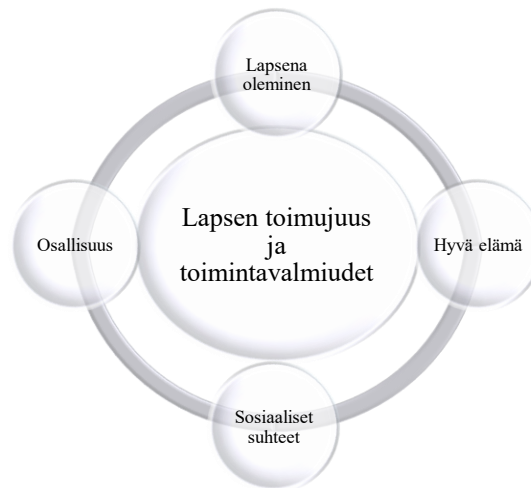 Lapsena
oleminen
Osallisuus
Lapsen toimujuus
ja
toimintavalmiudet
Hyvä elämä
Sosiaaliset
suhteet